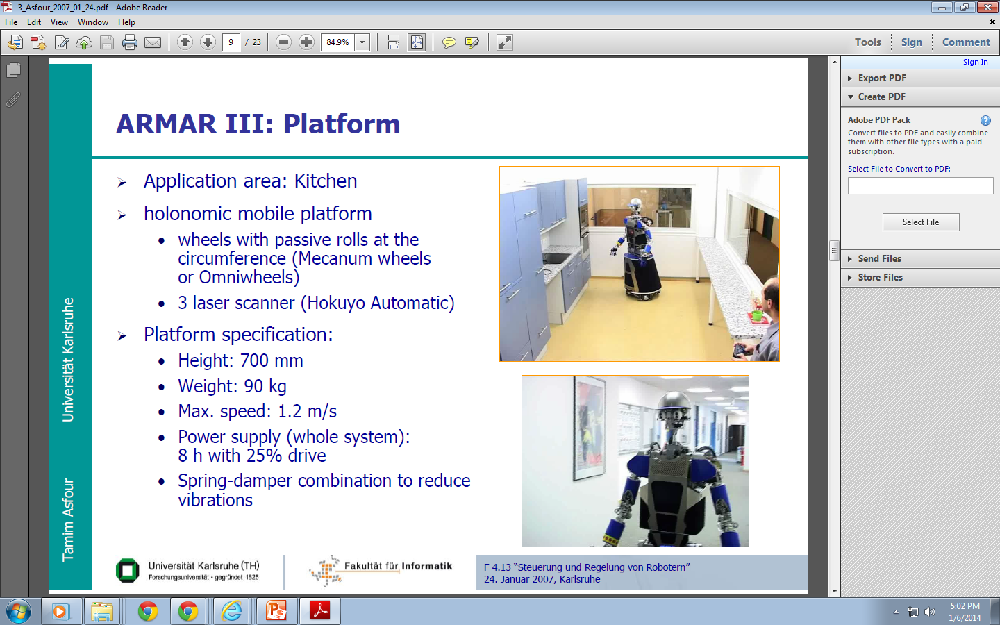 3_Asfour_2007_01_24.pdf - Adobe Reader
File Edit View Window Help
9 / 23 84.9% Tools Sign Comment
Sign In
Export PDF
Create PDF
Adobe PDF Pack
Convert files to PDF and easily combine
them with other file types with a paid
subscription.
Select File to Convert to PDF:
Select File
Send Files
Store Files
ARMAR III: Platform
Application area: Kitchen
holonomic mobile platform
wheels with passive rolls at the
circumference (Mecanum wheels
or Omniwheels)
3 laser scanner (Hokuyo Automatic)
Platform specification:
Height: 700 mm
Weight: 90 kg
Max. speed: 1.2 m/s
Power supply (whole system):
8 h with 25% drive
Spring-damper combination to reduce
vibrations
Universität Karlsruhe
Tamim Asfour
Universität Karlsruhe (TH)
Forschungsuniversität • gegründet 1825
Fakultät für Informatik
F 4.13 “Steuerung und Regelung von Robotern”
24. Januar 2007, Karlsruhe
5:02 PM
1/6/2014